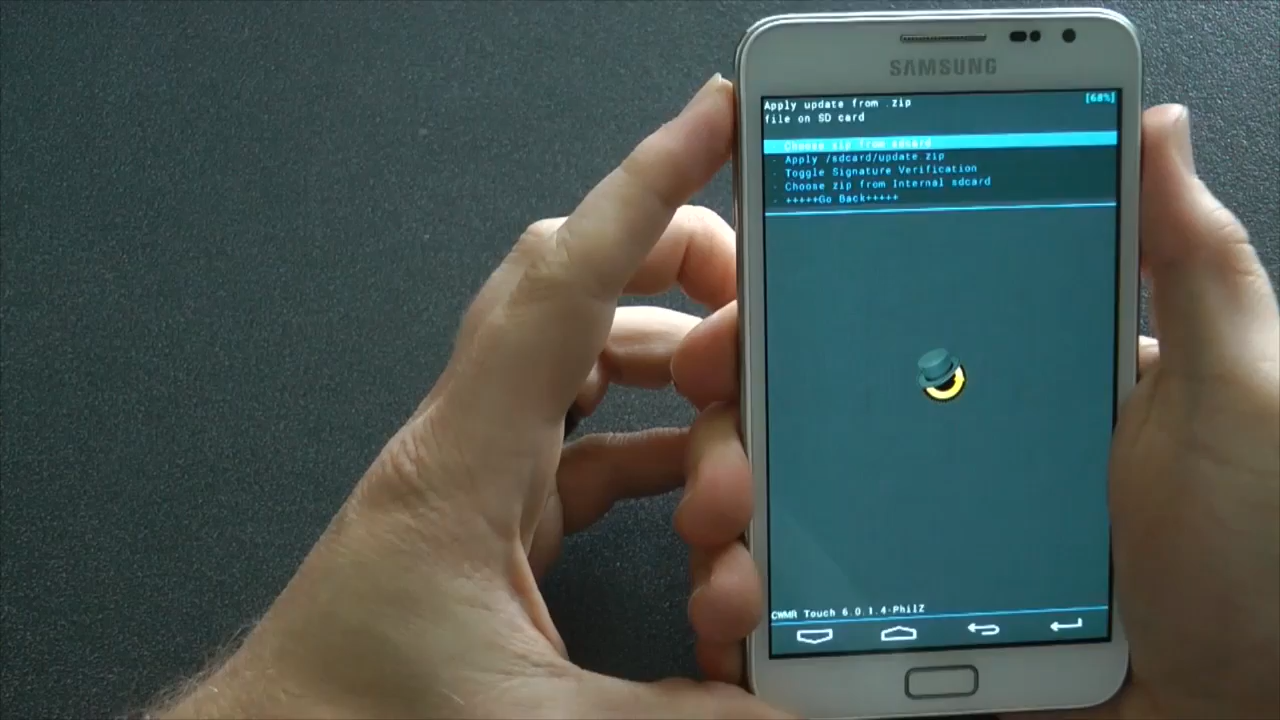 SAMSUNG
Apply update from .zip [68%]
file on SD card
- Choose zip from sdcard
- Apply /sdcard/update.zip
- Toggle Signature Verification
- Choose zip from Internal sdcard
- +++++Go Back+++++
CWMR Touch 6.0.1.4-PhilZ